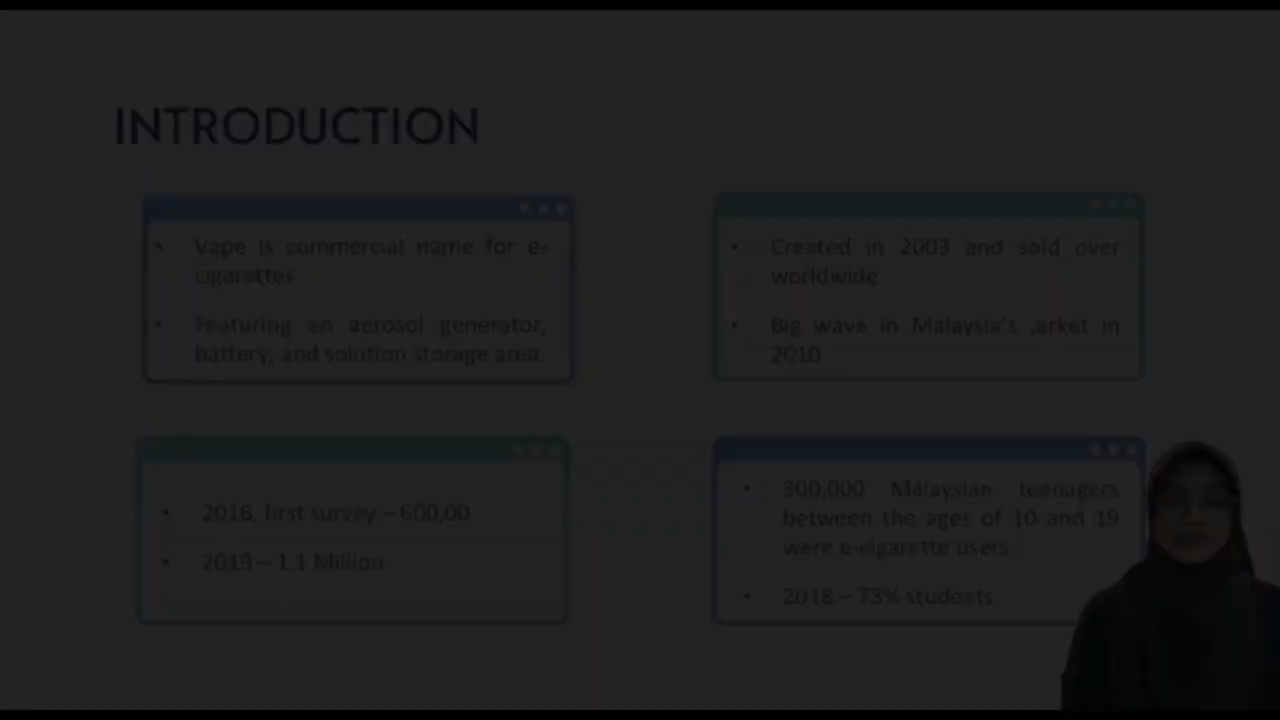 INTRODUCTION
• Vape is commercial name for e-
cigarettes
• Featuring an aerosol generator,
battery, and solution storage area.
• Created in 2003 and sold over
worldwide
• Big wave in Malaysia's ,arket in
2010
• 2016, first survey – 600,00
• 2019 – 1.1 Million
• 300,000 Malaysian teenagers
between the ages of 10 and 19
were e-cigarette users
• 2018 – 73% students